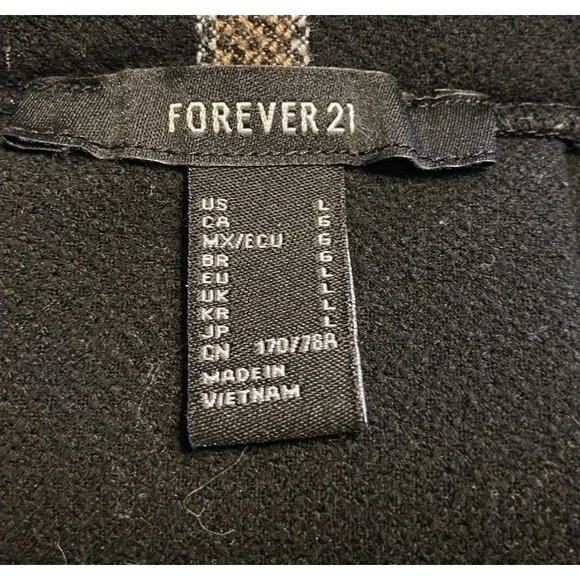 FOREVER 21
US L
CA G
MX/ECU G
BR G
EU L
UK L
KR L
JP L
CN 170/78A
MADE IN
VIETNAM